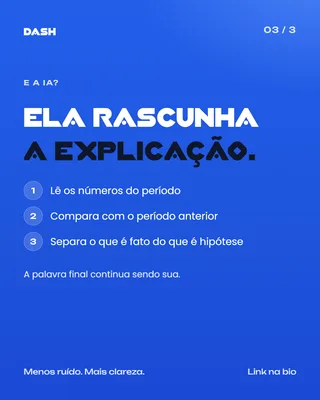 DASH
03 / 3
E A IA?
ELA RASCUNHA
A EXPLICAÇÃO.
1 Lê os números do período
2 Compara com o período anterior
3 Separa o que é fato do que é hipótese
A palavra final continua sendo sua.
Menos ruído. Mais clareza.
Link na bio